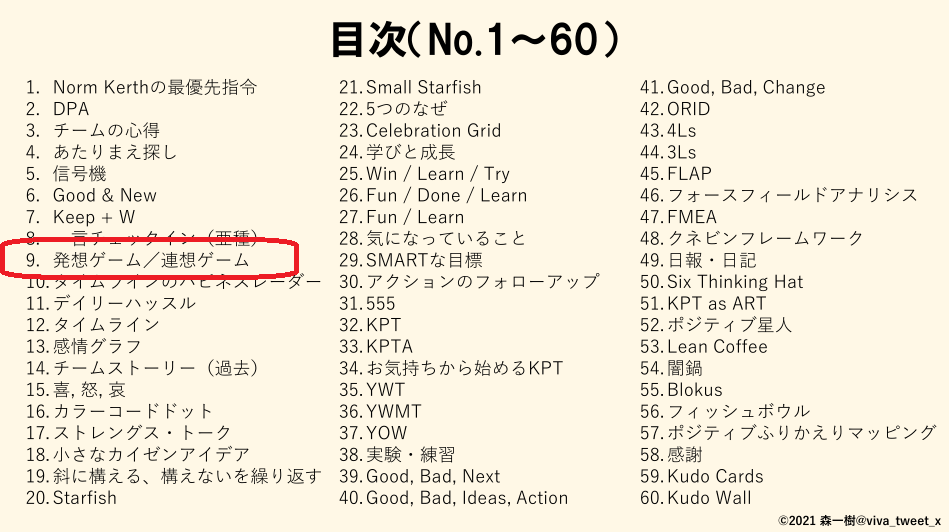 目次(No.1～60)
1. Norm Kerthの最優先指令
2. DPA
3. チームの心得
4. あたりまえ探し
5. 信号機
6. Good & New
7. Keep + W
8. 一言チェックイン（亜種）
9. 発想ゲーム／連想ゲーム
10. タイムラインのハピネスレーダー
11. デイリーハッスル
12. タイムライン
13. 感情グラフ
14. チームストーリー（過去）
15. 喜, 怒, 哀
16. カラーコードドット
17. ストレングス・トーク
18. 小さなカイゼンアイデア
19. 斜に構える、構えないを繰り返す
20. Starfish
21. Small Starfish
22. 5つのなぜ
23. Celebration Grid
24. 学びと成長
25. Win / Learn / Try
26. Fun / Done / Learn
27. Fun / Learn
28. 気になっていること
29. SMARTな目標
30. アクションのフォローアップ
31. 555
32. KPT
33. KPTA
34. お気持ちから始めるKPT
35. YWT
36. YWMT
37. YOW
38. 実験・練習
39. Good, Bad, Next
40. Good, Bad, Ideas, Action
41. Good, Bad, Change
42. ORID
43. 4Ls
44. 3Ls
45. FLAP
46. フォースフィールドアナリシス
47. FMEA
48. クネビンフレームワーク
49. 日報・日記
50. Six Thinking Hat
51. KPT as ART
52. ポジティブ星人
53. Lean Coffee
54. 闇鍋
55. Blokus
56. フィッシュボウル
57. ポジティブふりかえりマッピング
58. 感謝
59. Kudo Cards
60. Kudo Wall
©2021 森一樹@viva_tweet_x